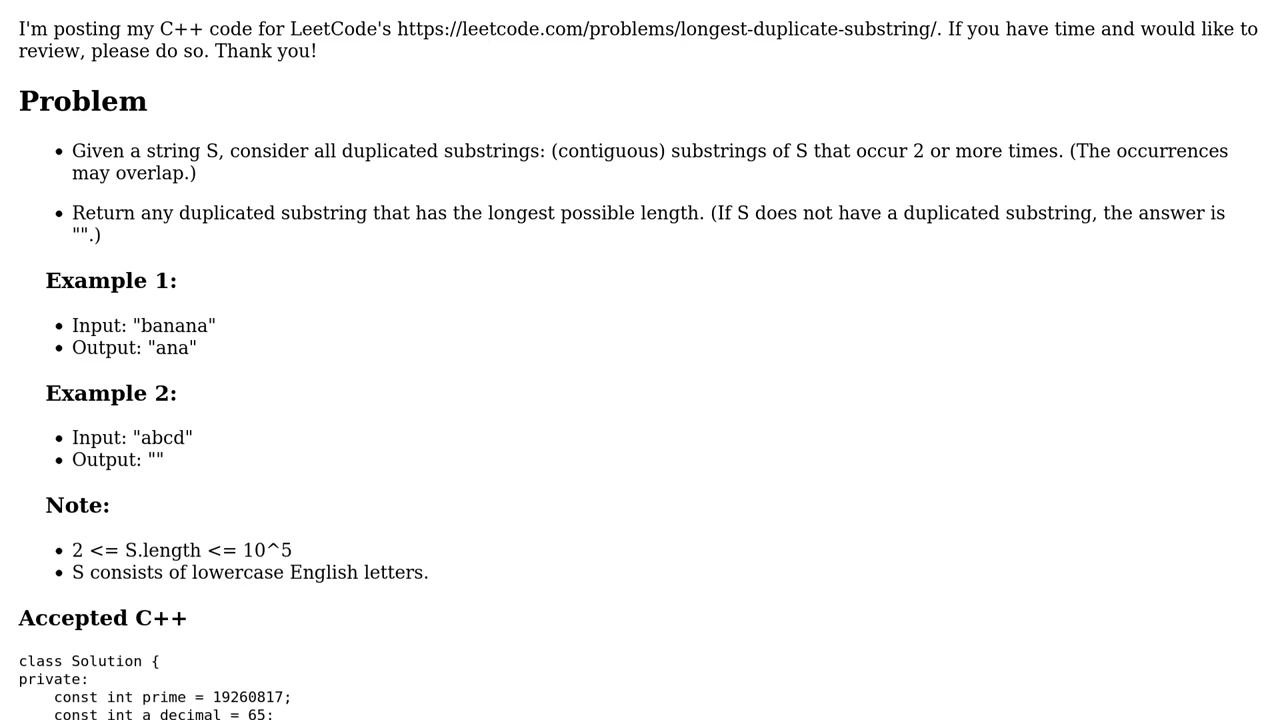 I'm posting my C++ code for LeetCode's https://leetcode.com/problems/longest-duplicate-substring/. If you have time and would like to
review, please do so. Thank you!
Problem
• Given a string S, consider all duplicated substrings: (contiguous) substrings of S that occur 2 or more times. (The occurrences
may overlap.)
• Return any duplicated substring that has the longest possible length. (If S does not have a duplicated substring, the answer is
"".)
Example 1:
• Input: "banana"
• Output: "ana"
Example 2:
• Input: "abcd"
• Output: ""
Note:
• 2 <= S.length <= 10^5
• S consists of lowercase English letters.
Accepted C++
class Solution {
private:
    const int prime = 19260817;
    const int a_decimal = 65;